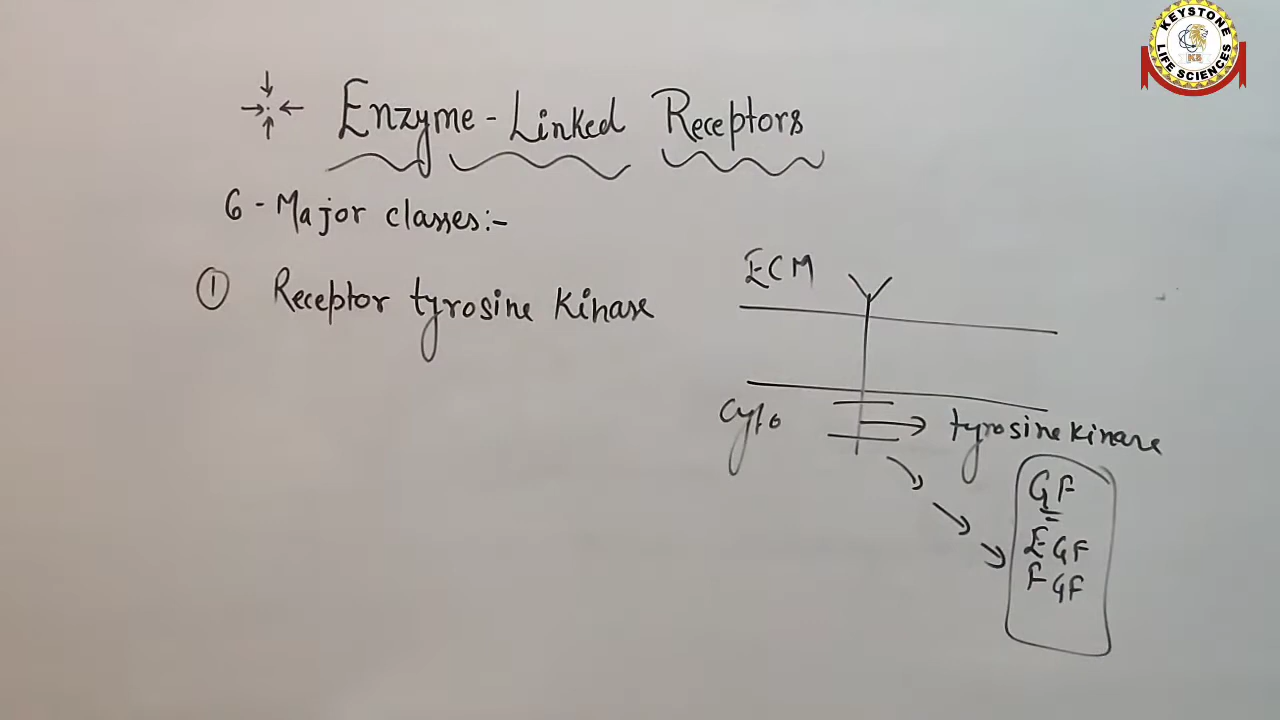 KEYSTONE
LIFE SCIENCES
KS
Enzyme-Linked Receptors
6 - Major classes:-
① Receptor tyrosine kinase
ECM
Cyto
tyrosine kinase
GF
EGF
FGF